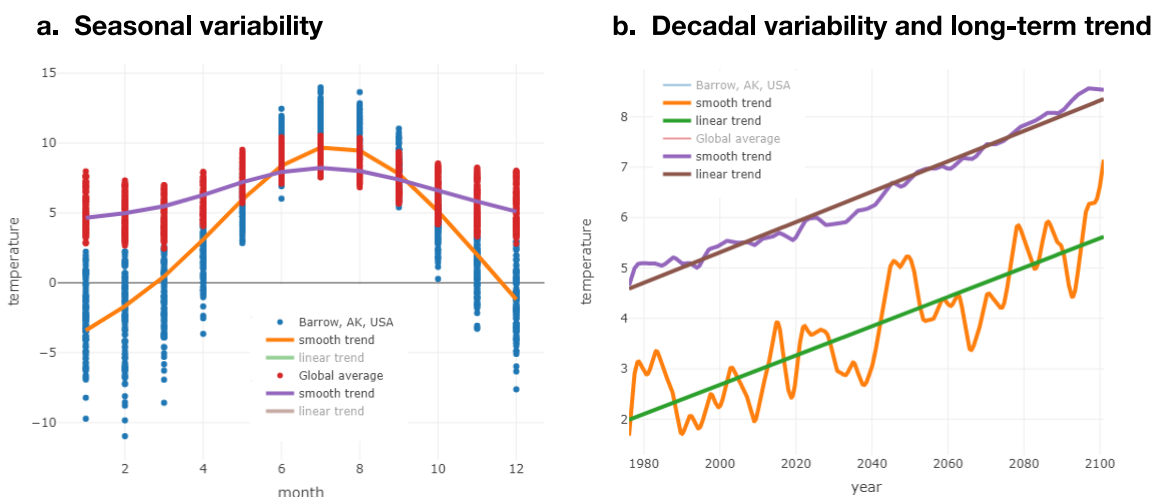 a. Seasonal variability
15
10
5
0
−5
−10
temperature
2
4
6
8
10
12
month
Barrow, AK, USA
smooth trend
linear trend
Global average
smooth trend
linear trend
b. Decadal variability and long-term trend
Barrow, AK, USA
smooth trend
linear trend
Global average
smooth trend
linear trend
8
7
6
5
4
3
2
temperature
1980
2000
2020
2040
2060
2080
2100
year